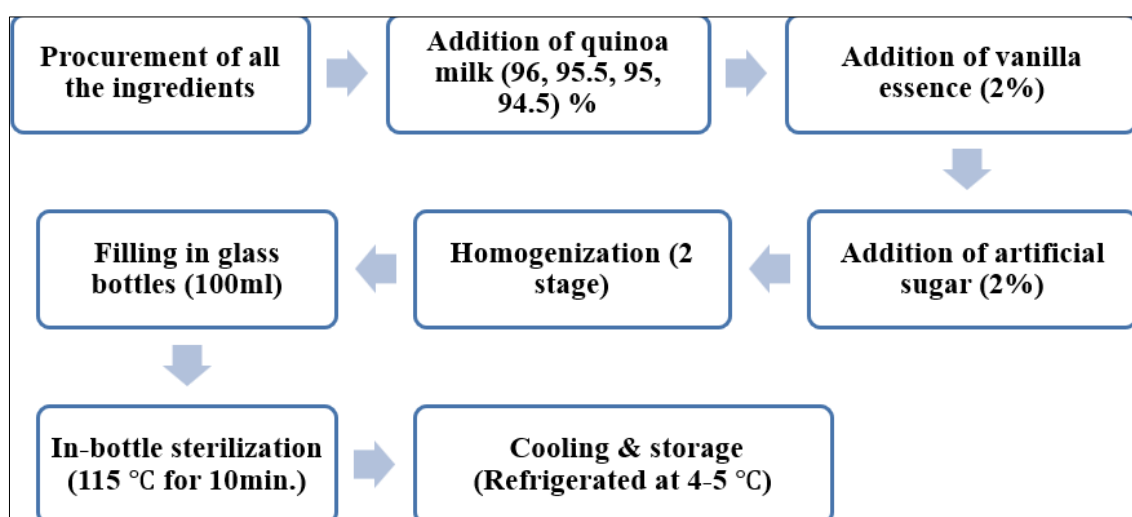 Procurement of all
the ingredients
Addition of quinoa
milk (96, 95.5, 95,
94.5) %
Addition of vanilla
essence (2%)
Addition of artificial
sugar (2%)
Homogenization (2
stage)
Filling in glass
bottles (100ml)
In-bottle sterilization
(115 ℃ for 10min.)
Cooling & storage
(Refrigerated at 4-5 ℃)